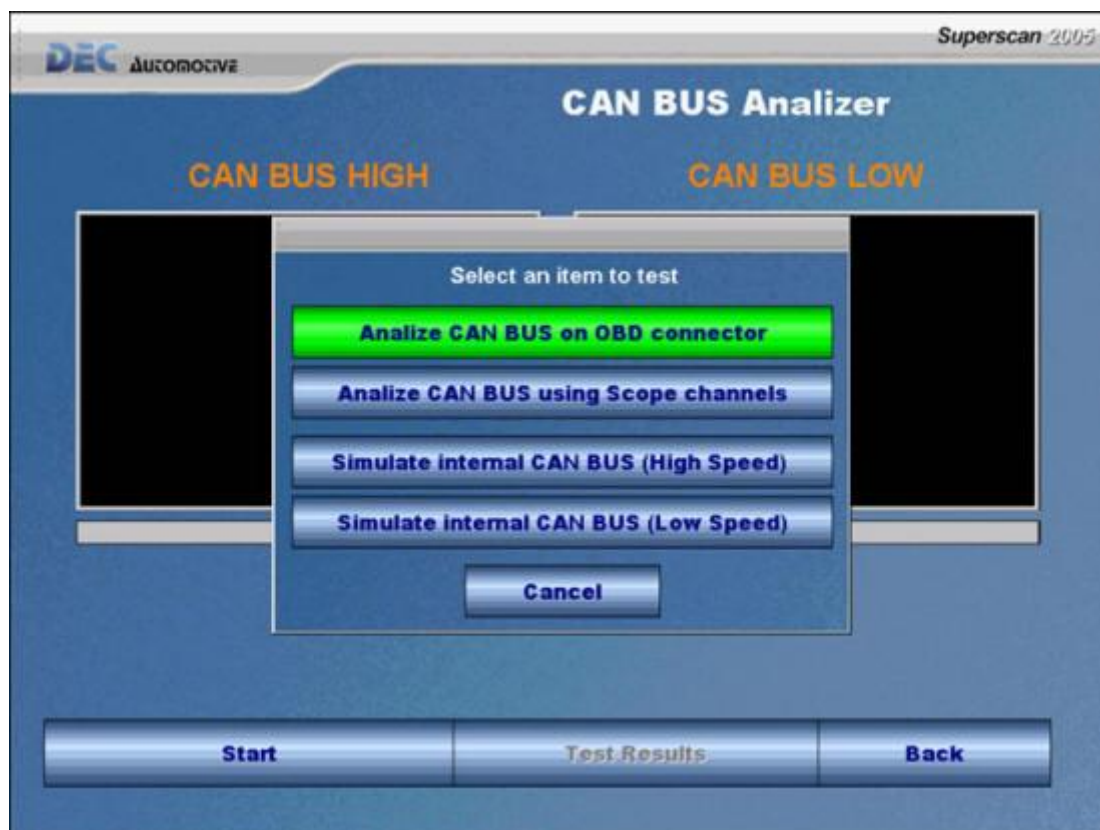 Superscan 2005
DEC Automotive
CAN BUS Analizer
CAN BUS HIGH
CAN BUS LOW
Select an item to test
Analize CAN BUS on OBD connector
Analize CAN BUS using Scope channels
Simulate internal CAN BUS (High Speed)
Simulate internal CAN BUS (Low Speed)
Cancel
Start
Test Results
Back